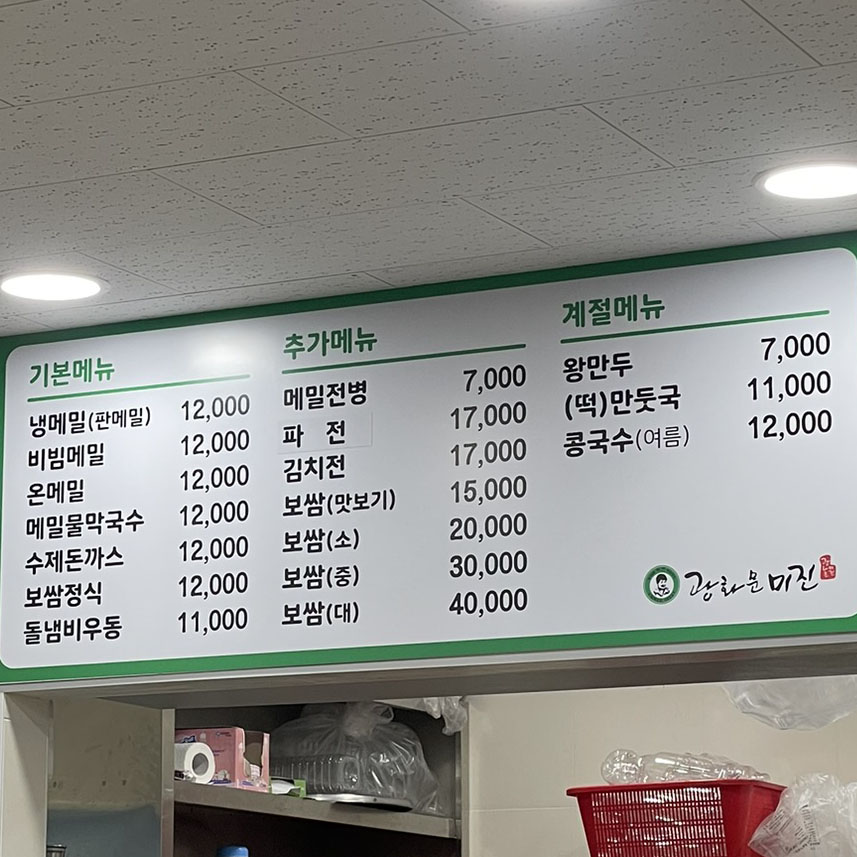 기본메뉴
냉메밀(판메밀) 12,000
비빔메밀 12,000
온메밀 12,000
메밀물막국수 12,000
수제돈까스 12,000
보쌈정식 12,000
돌냄비우동 11,000
추가메뉴
메밀전병 7,000
파 전 17,000
김치전 17,000
보쌈(맛보기) 15,000
보쌈(소) 20,000
보쌈(중) 30,000
보쌈(대) 40,000
계절메뉴
왕만두 7,000
(떡)만둣국 11,000
콩국수(여름) 12,000
광화문 미진